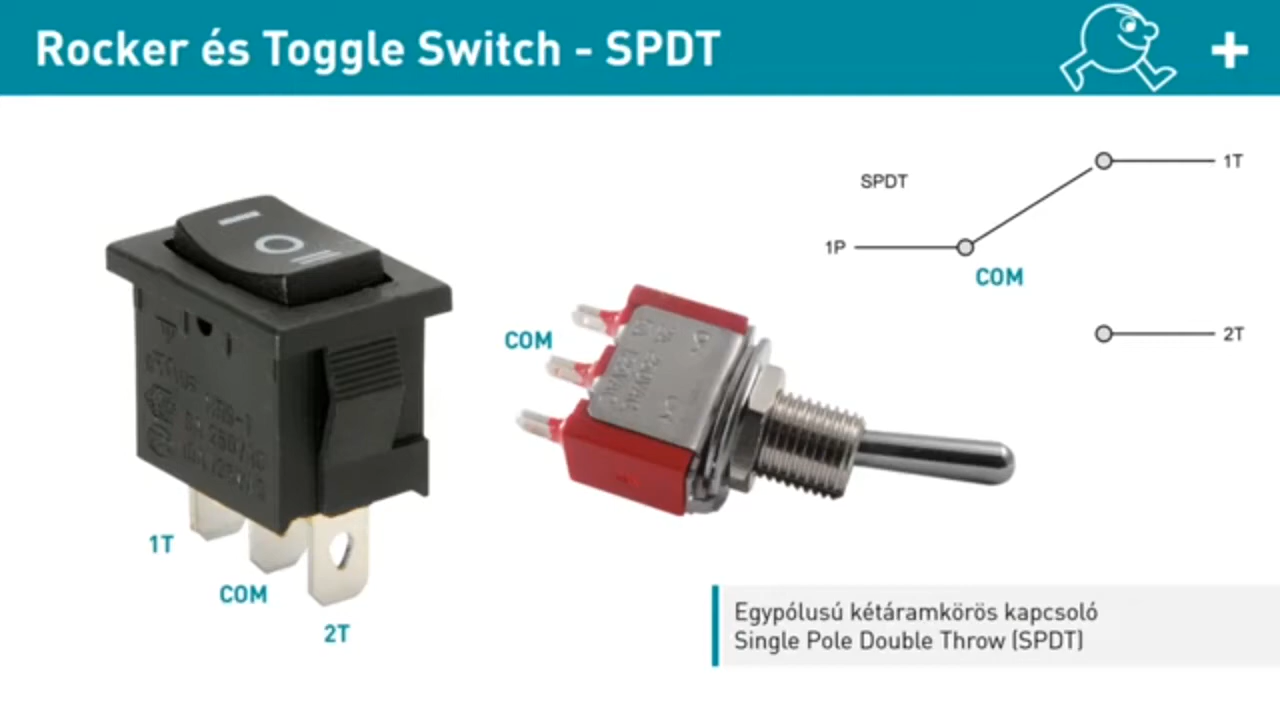 Rocker és Toggle Switch - SPDT
SPDT
1T
1P
COM
2T
COM
1T
COM
2T
Egypólusú kétáramkörös kapcsoló
Single Pole Double Throw (SPDT)